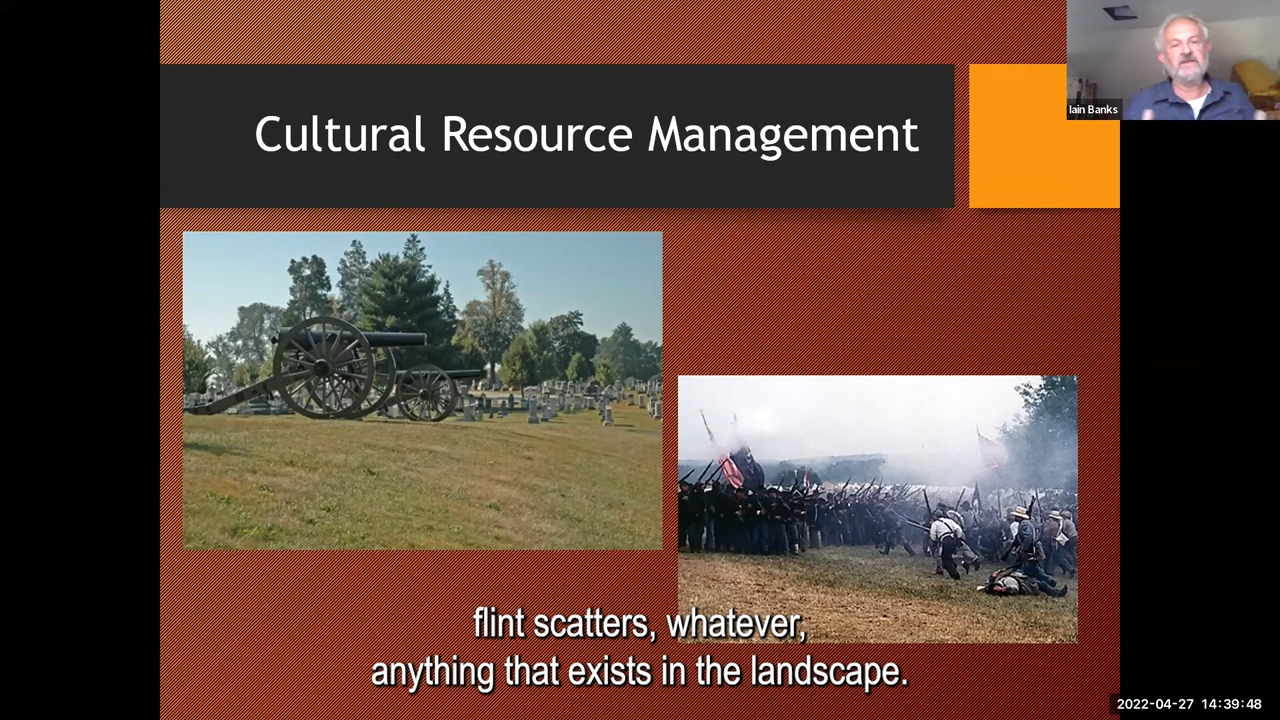 Iain Banks
Cultural Resource Management
flint scatters, whatever,
anything that exists in the landscape.
2022-04-27 14:39:48